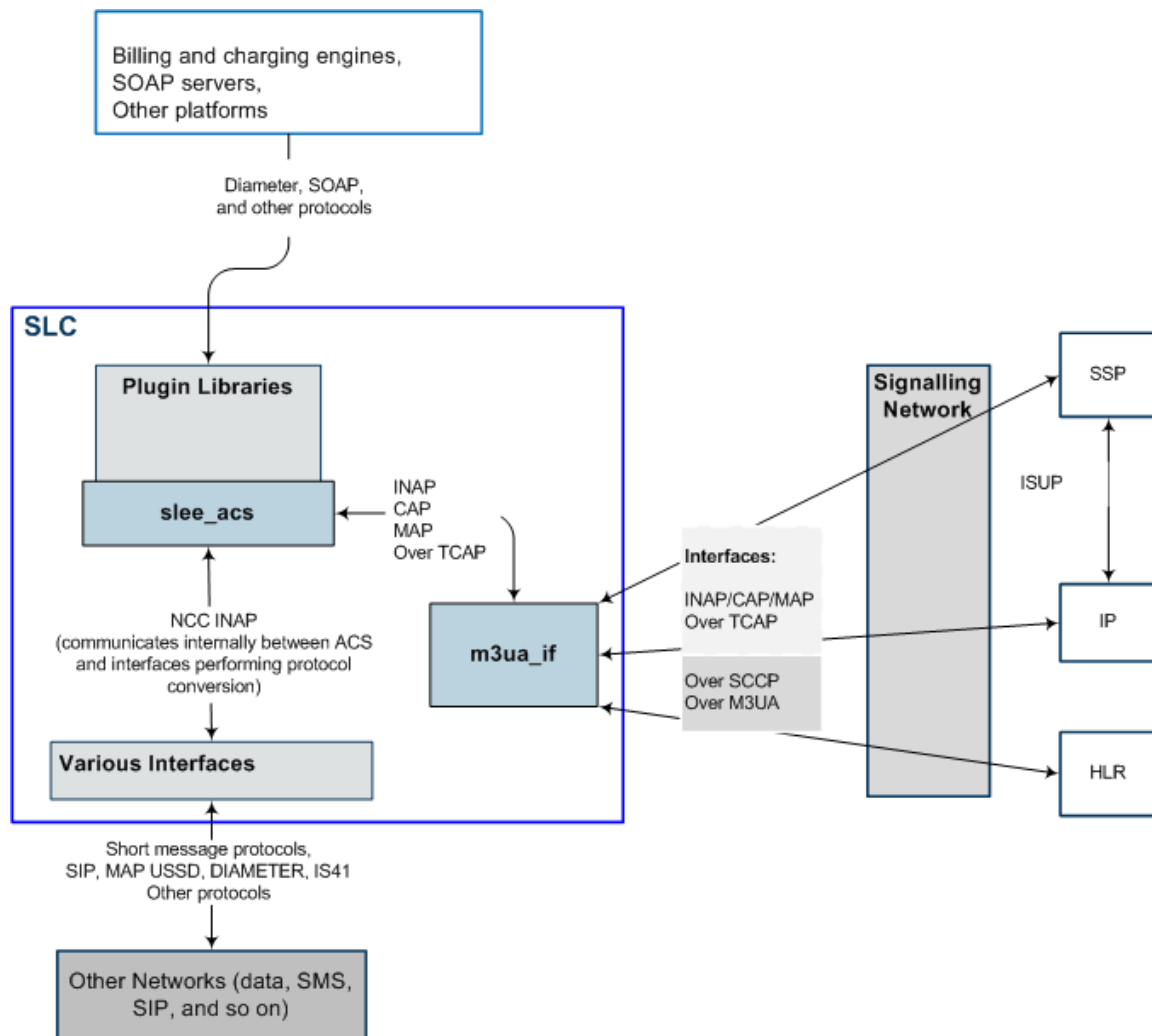 Billing and charging engines,
SOAP servers,
Other platforms
Diameter, SOAP,
and other protocols
SLC
Plugin Libraries
slee_acs
INAP
CAP
MAP
Over TCAP
NCC INAP
(communicates internally between ACS
and interfaces performing protocol
conversion)
m3ua_if
Various Interfaces
Short message protocols,
SIP, MAP USSD, DIAMETER, IS41
Other protocols
Other Networks (data, SMS,
SIP, and so on)
Interfaces:
INAP/CAP/MAP
Over TCAP
Over SCCP
Over M3UA
Signalling
Network
SSP
ISUP
IP
HLR